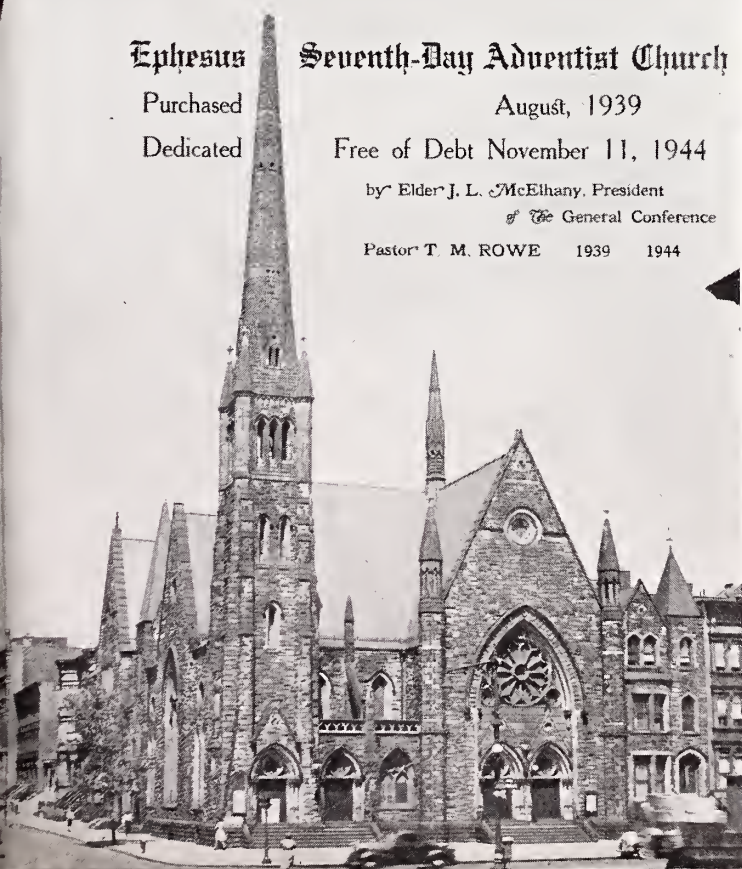 Ephesus Seventh-Day Adventist Church
Purchased August, 1939
Dedicated Free of Debt November 11, 1944
by Elder J. L. McElhany, President
of The General Conference
Pastor T. M. ROWE 1939 1944